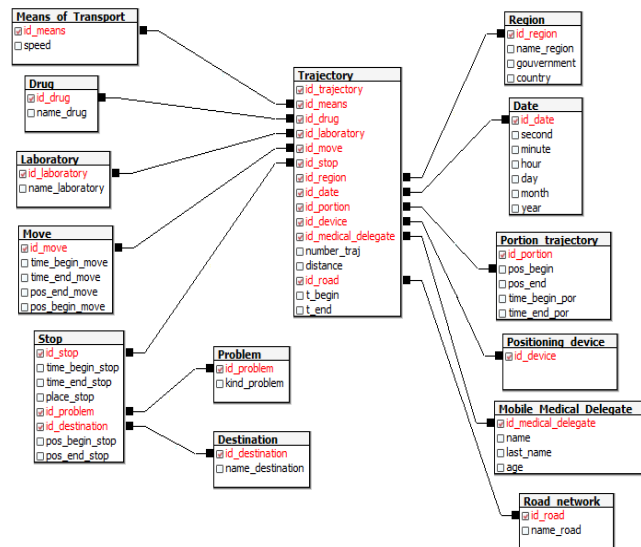 Means_of_Transport
id_means
speed
Drug
id_drug
name_drug
Laboratory
id_laboratory
name_laboratory
Move
id_move
time_begin_move
time_end_move
pos_end_move
pos_begin_move
Stop
id_stop
time_begin_stop
time_end_stop
place_stop
id_problem
id_destination
pos_begin_stop
pos_end_stop
Problem
id_problem
kind_problem
Destination
id_destination
name_destination
Trajectory
id_trajectory
id_means
id_drug
id_laboratory
id_move
id_stop
id_region
id_date
id_portion
id_device
id_medical_delegate
number_traj
distance
id_road
t_begin
t_end
Region
id_region
name_region
gouvernment
country
Date
id_date
second
minute
hour
day
month
year
Portion_trajectory
id_portion
pos_begin
pos_end
time_begin_por
time_end_por
Positioning_device
id_device
Mobile_Medical_Delegate
id_medical_delegate
name
last_name
age
Road_network
id_road
name_road